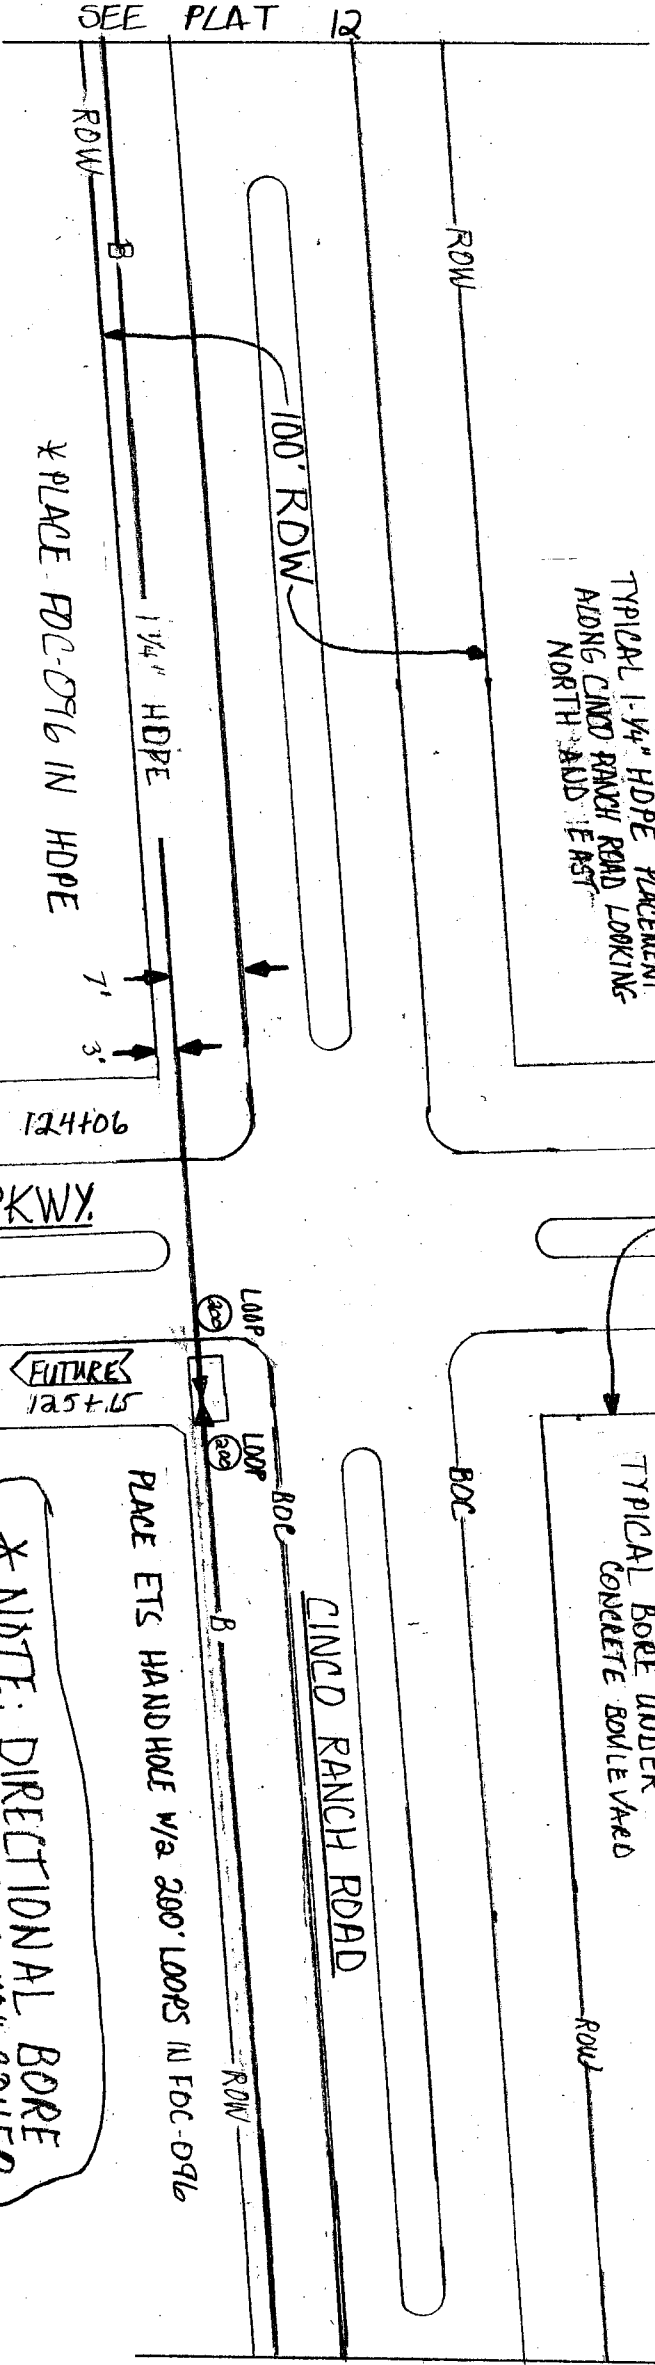 SEE PLAT 12
ROW
B
ROW
100' ROW
1 1/4" HDPE
* PLACE FOC-096 IN HDPE
TYPICAL 1-1/4" HDPE PLACEMENT
ALONG CINCO RANCH ROAD LOOKING
NORTH AND EAST
7'
3'
124+06
PKWY.
LOOP
200
FUTURES
125+15
LOOP
200
BOC
BOC
B
PLACE ETS HANDHOLE W/2 200' LOOPS IN FOC-096
CINCO RANCH ROAD
TYPICAL BORE UNDER
CONCRETE BOULEVARD
ROW
ROW
* NOTE: DIRECTIONAL BORE